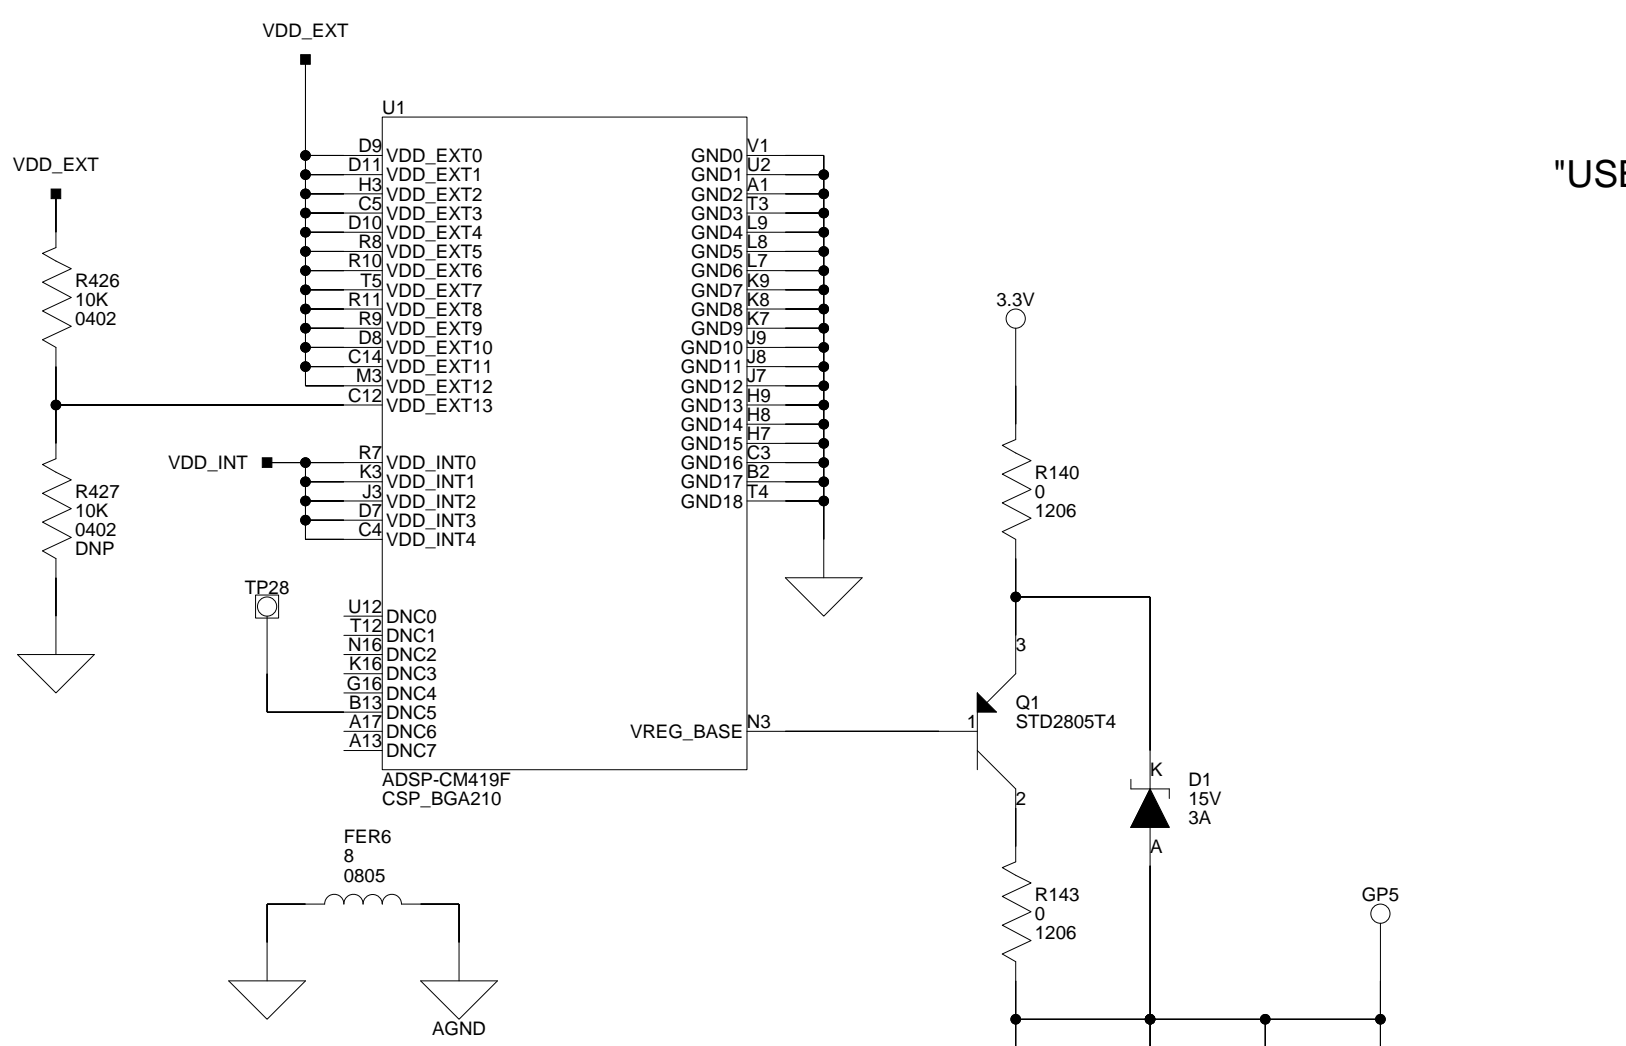 VDD_EXT
U1
VDD_EXT
"USE
D9 VDD_EXT0 GND0 V1
D11 VDD_EXT1 GND1 U2
H3 VDD_EXT2 GND2 A1
C5 VDD_EXT3 GND3 T3
D10 VDD_EXT4 GND4 L9
R8 VDD_EXT5 GND5 L8
R10 VDD_EXT6 GND6 L7
T5 VDD_EXT7 GND7 K9
R11 VDD_EXT8 GND8 K8
R9 VDD_EXT9 GND9 K7
D8 VDD_EXT10 GND10 J9
C14 VDD_EXT11 GND11 J8
M3 VDD_EXT12 GND12 J7
C12 VDD_EXT13 GND13 H9
GND14 H8
GND15 H7
R7 VDD_INT0 GND16 C3
K3 VDD_INT1 GND17 B2
J3 VDD_INT2 GND18 T4
D7 VDD_INT3
C4 VDD_INT4
R426
10K
0402
VDD_INT
R427
10K
0402
DNP
TP28
U12 DNC0
T12 DNC1
N16 DNC2
K16 DNC3
G16 DNC4
B13 DNC5
A17 DNC6
A13 DNC7
VREG_BASE N3
ADSP-CM419F
CSP_BGA210
3.3V
R140
0
1206
3
1
Q1
STD2805T4
2
K
D1
15V
3A
A
FER6
8
0805
AGND
R143
0
1206
GP5